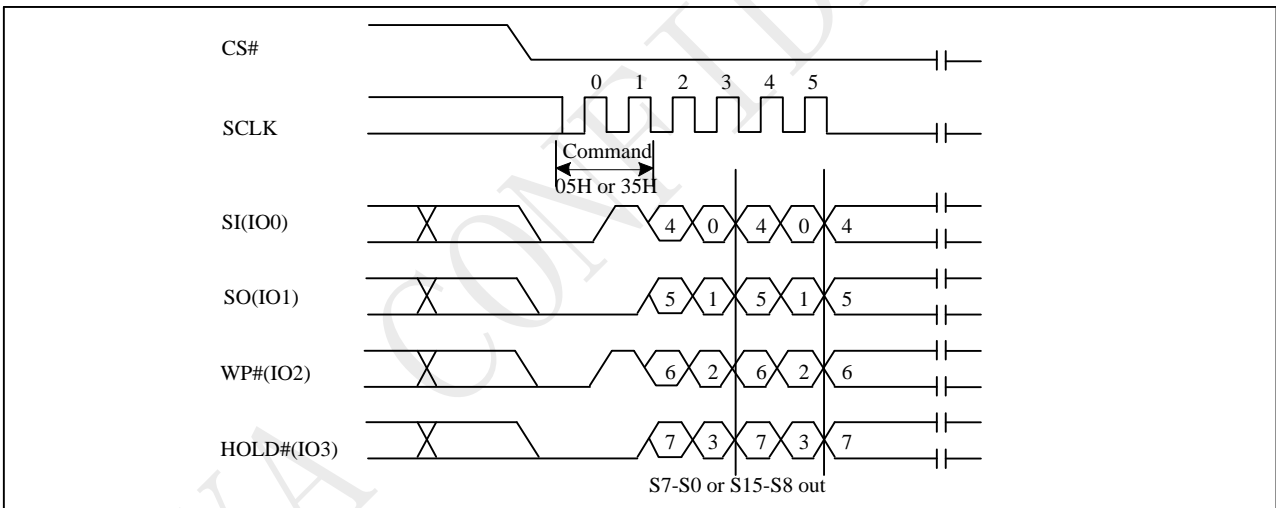 CS#
0 1 2 3 4 5
SCLK
Command
05H or 35H
SI(IO0) 4 0 4 0 4
SO(IO1) 5 1 5 1 5
WP#(IO2) 6 2 6 2 6
HOLD#(IO3) 7 3 7 3 7
S7-S0 or S15-S8 out